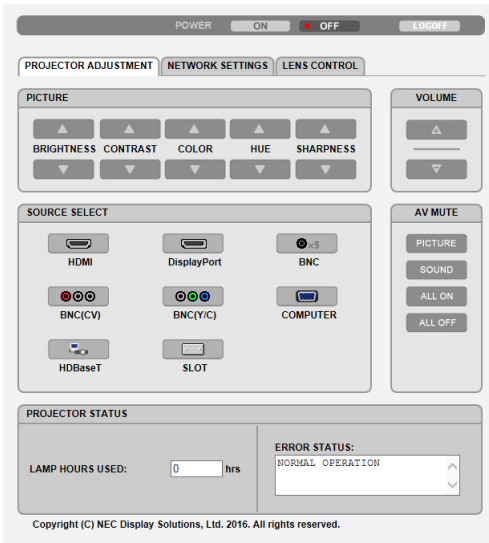 POWER ON OFF LOGOFF
PROJECTOR ADJUSTMENT NETWORK SETTINGS LENS CONTROL
PICTURE
BRIGHTNESS CONTRAST COLOR HUE SHARPNESS
VOLUME
SOURCE SELECT
HDMI DisplayPort ×5 BNC
BNC(CV) BNC(Y/C) COMPUTER
HDBaseT SLOT
AV MUTE
PICTURE
SOUND
ALL ON
ALL OFF
PROJECTOR STATUS
LAMP HOURS USED: 0 hrs
ERROR STATUS:
NORMAL OPERATION
Copyright (C) NEC Display Solutions, Ltd. 2016. All rights reserved.